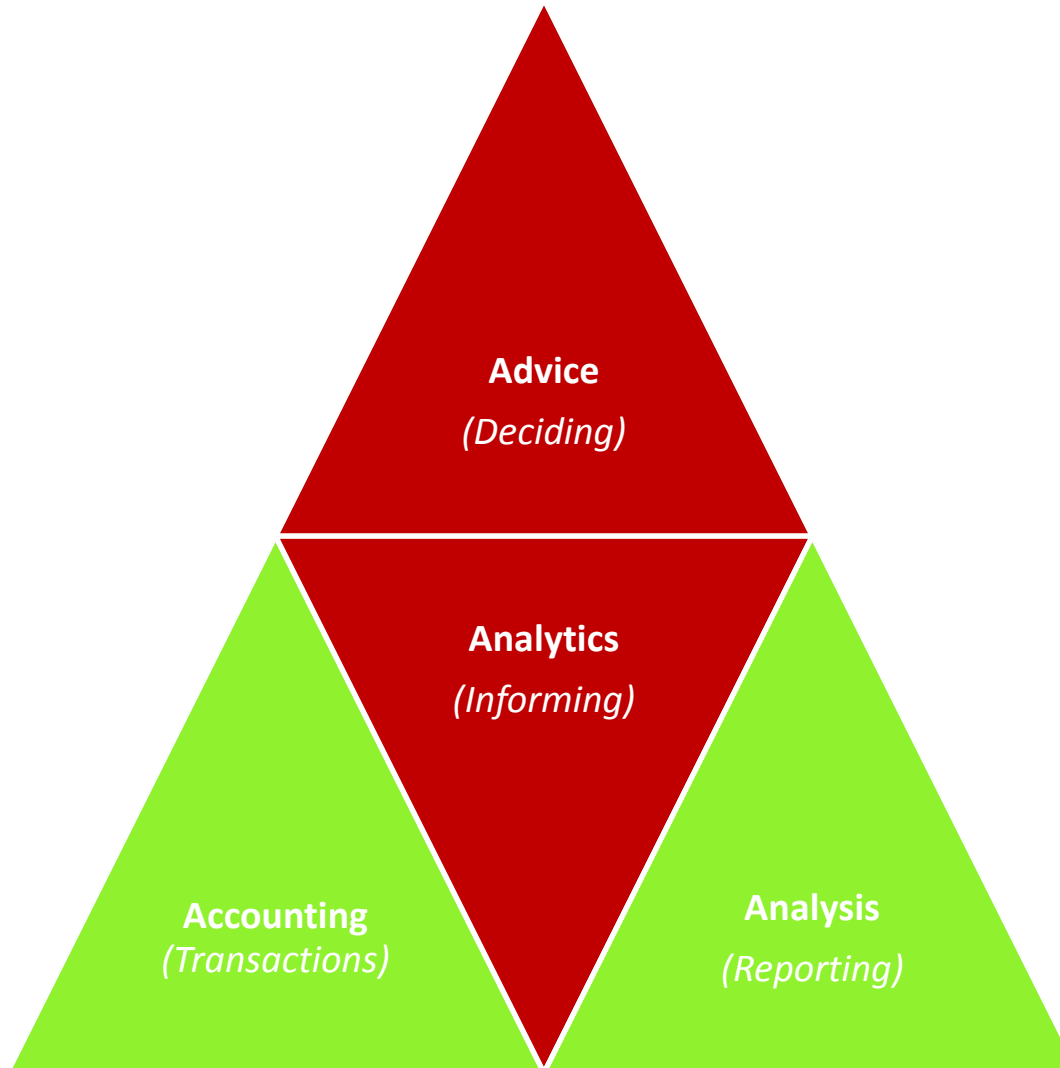 Advice
(Deciding)
Analytics
(Informing)
Accounting
(Transactions)
Analysis
(Reporting)